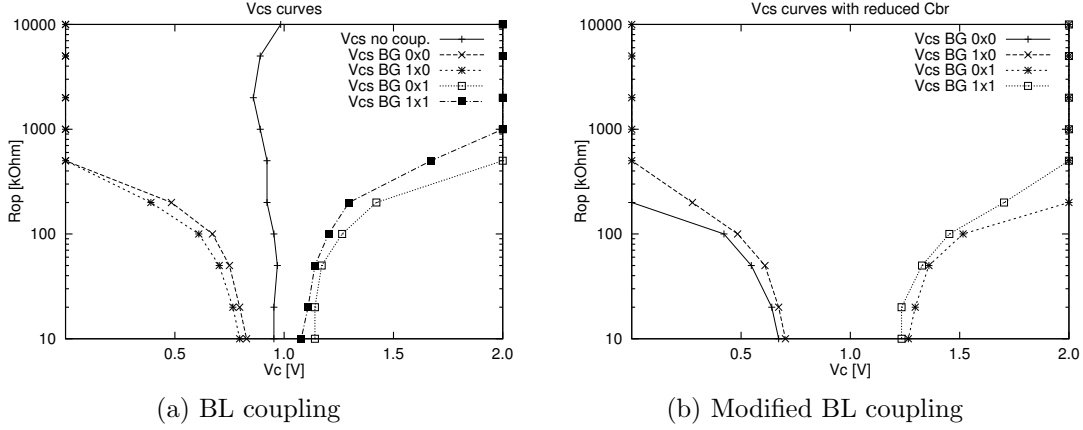 Vcs curves
Rop [kOhm]
10000
1000
100
10
0.5
1.0
1.5
2.0
Vc [V]
Vcs no coup.
Vcs BG 0x0
Vcs BG 1x0
Vcs BG 0x1
Vcs BG 1x1
(a) BL coupling
Vcs curves with reduced Cbr
Rop [kOhm]
10000
1000
100
10
0.5
1.0
1.5
2.0
Vc [V]
Vcs BG 0x0
Vcs BG 1x0
Vcs BG 0x1
Vcs BG 1x1
(b) Modified BL coupling